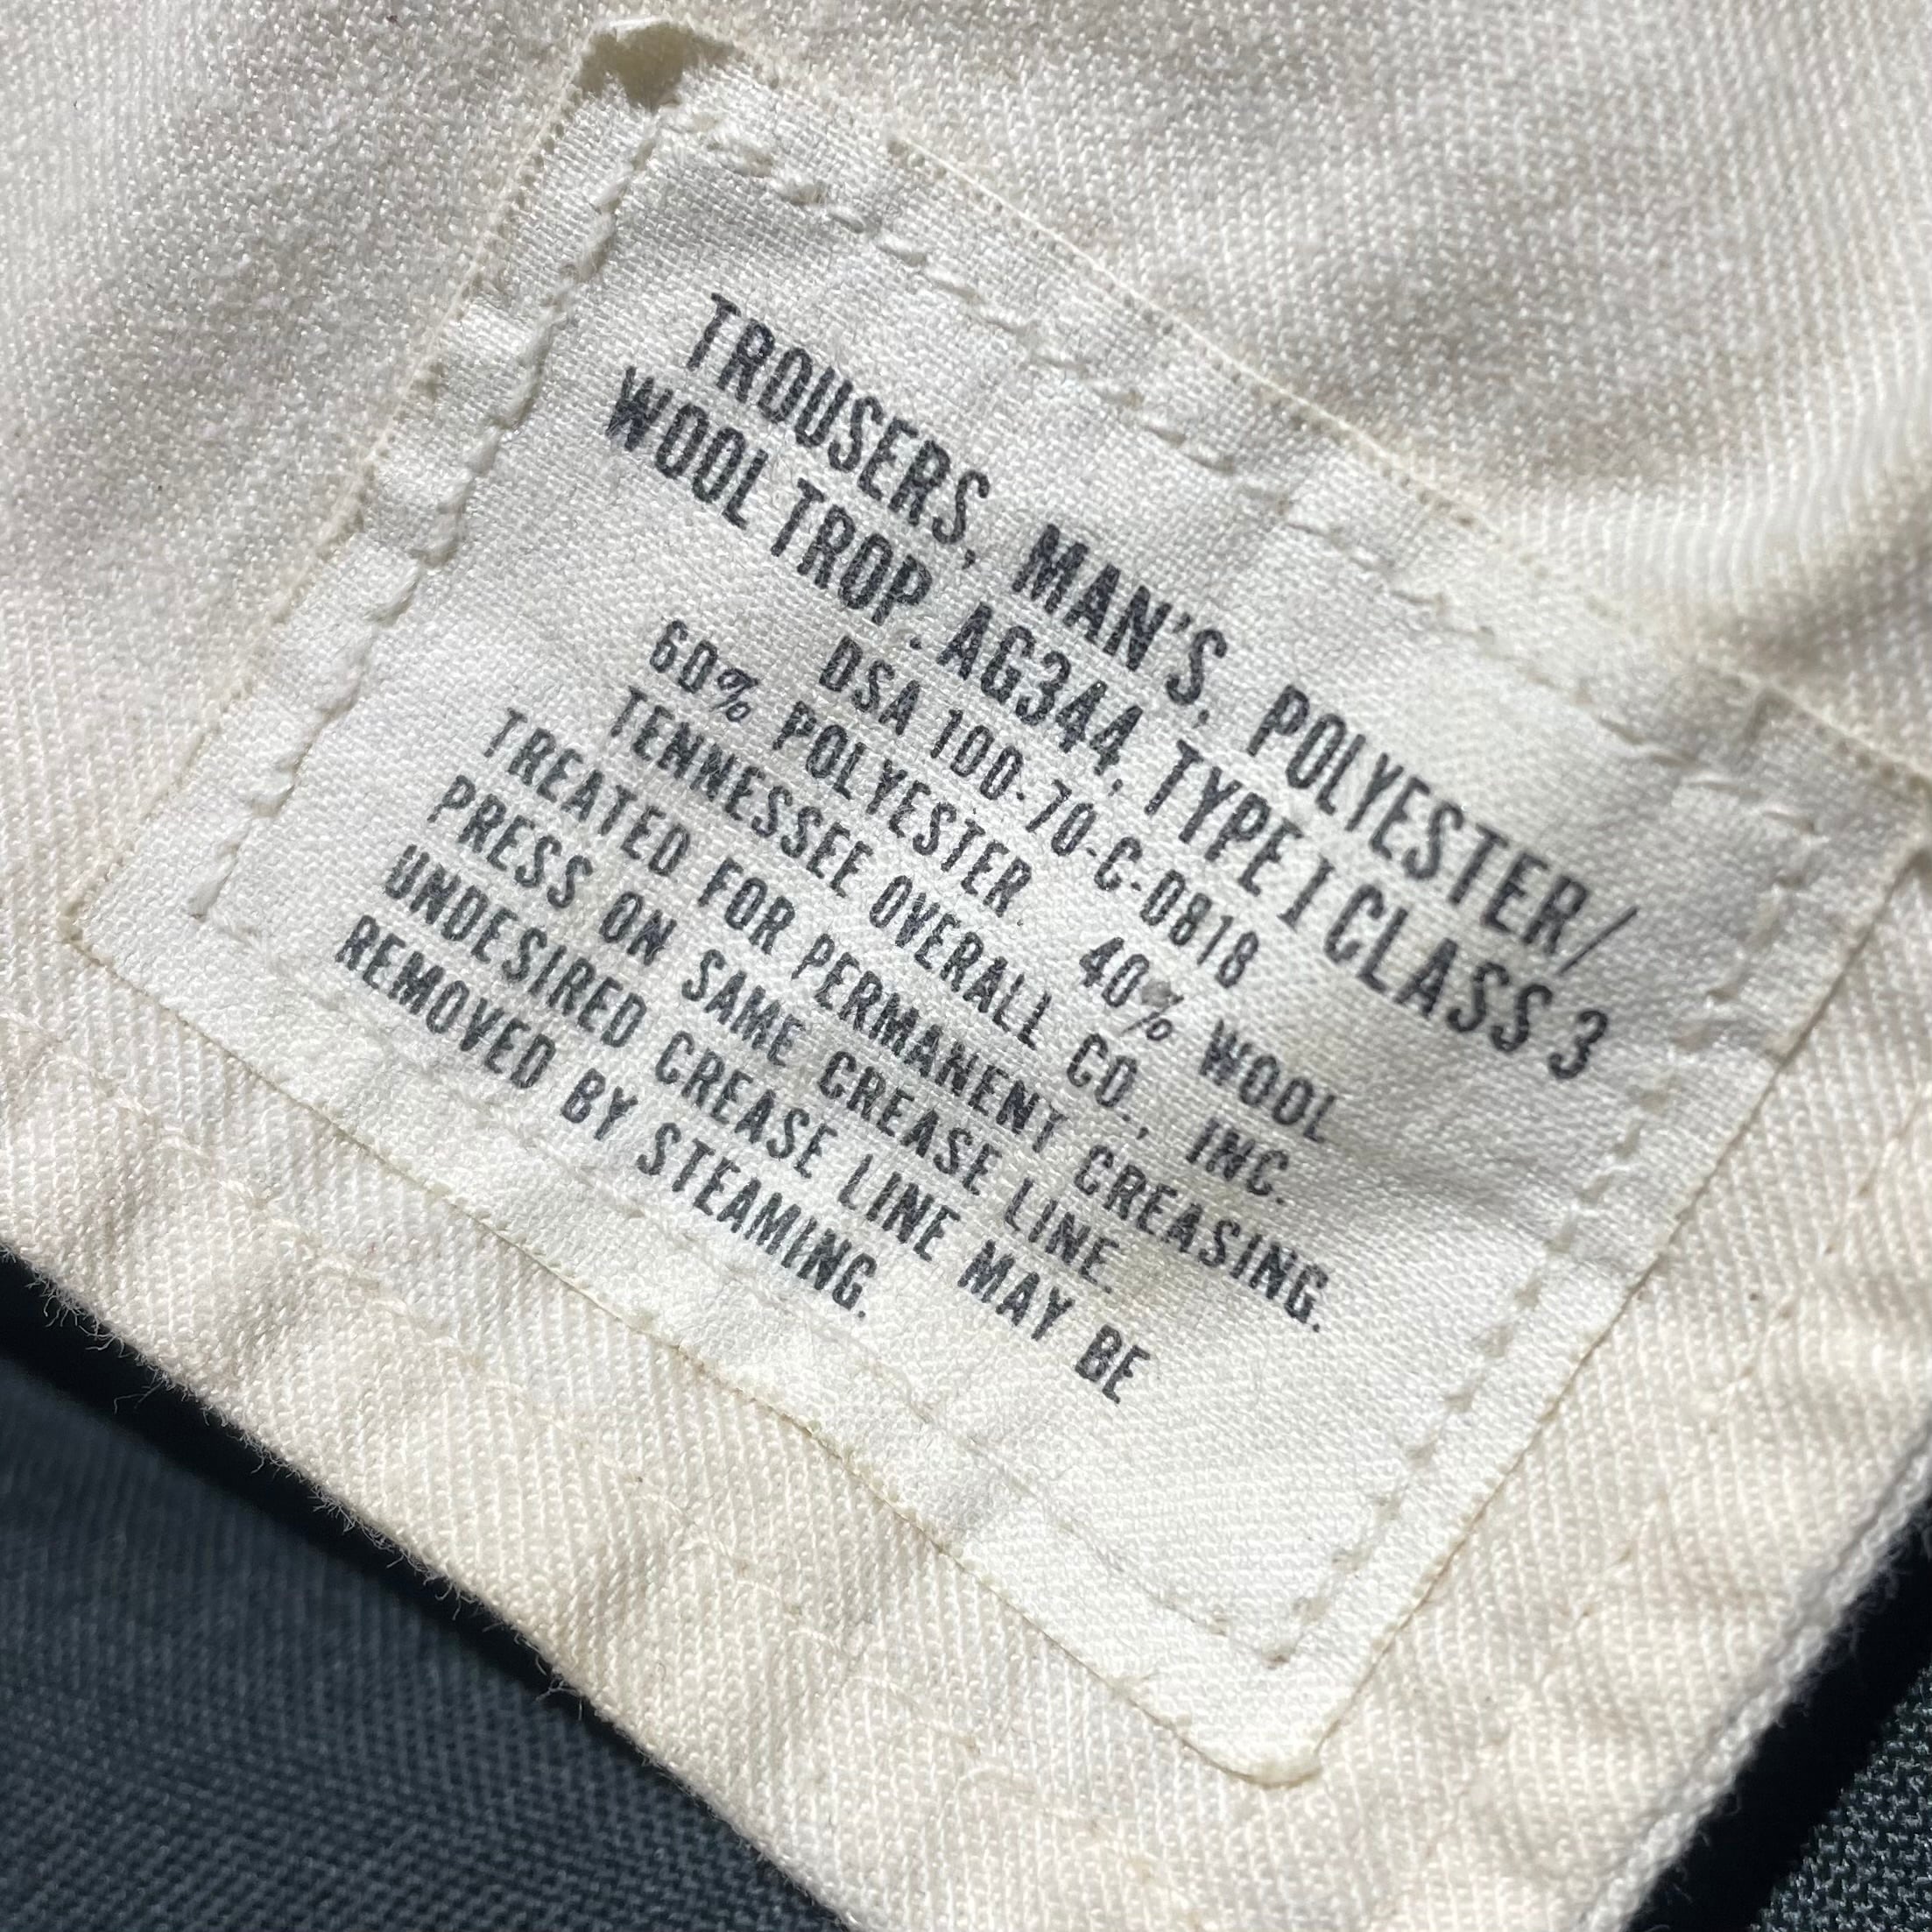 TROUSERS, MAN'S, POLYESTER/
WOOL TROP. AG344, TYPE I CLASS 3
DSA 100-70-C-0818
60% POLYESTER. 40% WOOL
TENNESSEE OVERALL CO., INC.
TREATED FOR PERMANENT CREASING.
PRESS ON SAME CREASE LINE.
UNDESIRED CREASE LINE MAY BE
REMOVED BY STEAMING.